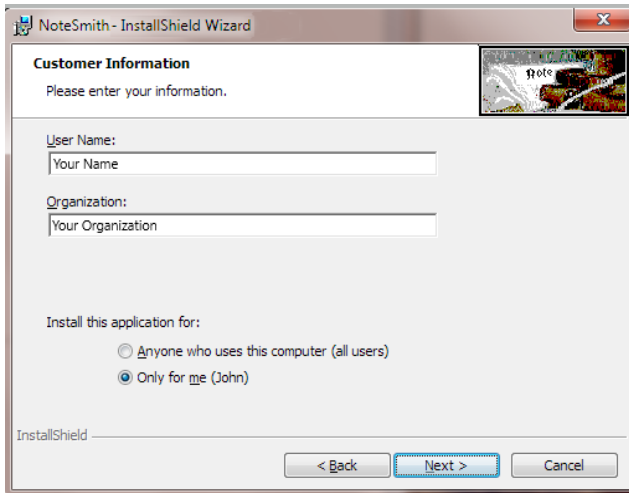 NoteSmith - InstallShield Wizard
Customer Information
Please enter your information.
Note
User Name:
Your Name
Organization:
Your Organization
Install this application for:
Anyone who uses this computer (all users)
Only for me (John)
InstallShield
< Back
Next >
Cancel